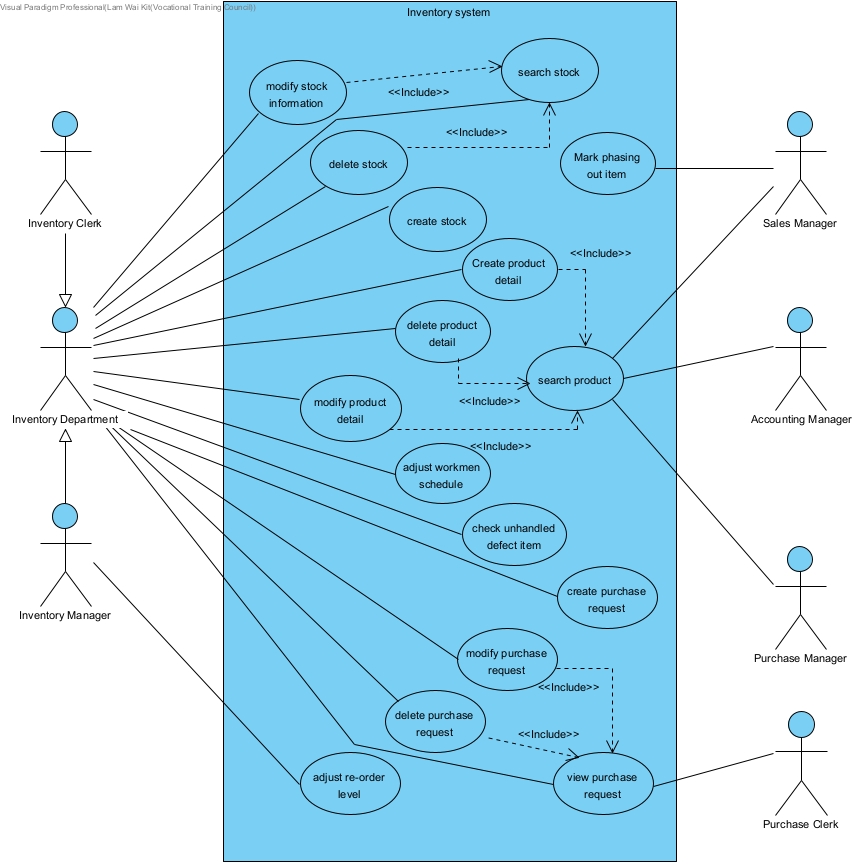 Visual Paradigm Professional(Lam Wai Kit(Vocational Training Council))
Inventory system
search stock
modify stock
information
<<Include>>
<<Include>>
delete stock
Mark phasing
out item
Inventory Clerk
Sales Manager
create stock
<<Include>>
Create product
detail
delete product
detail
search product
<<Include>>
modify product
detail
Inventory Department
Accounting Manager
<<Include>>
adjust workmen
schedule
check unhandled
defect item
create purchase
request
Inventory Manager
modify purchase
request
Purchase Manager
<<Include>>
delete purchase
request
<<Include>>
adjust re-order
level
view purchase
request
Purchase Clerk